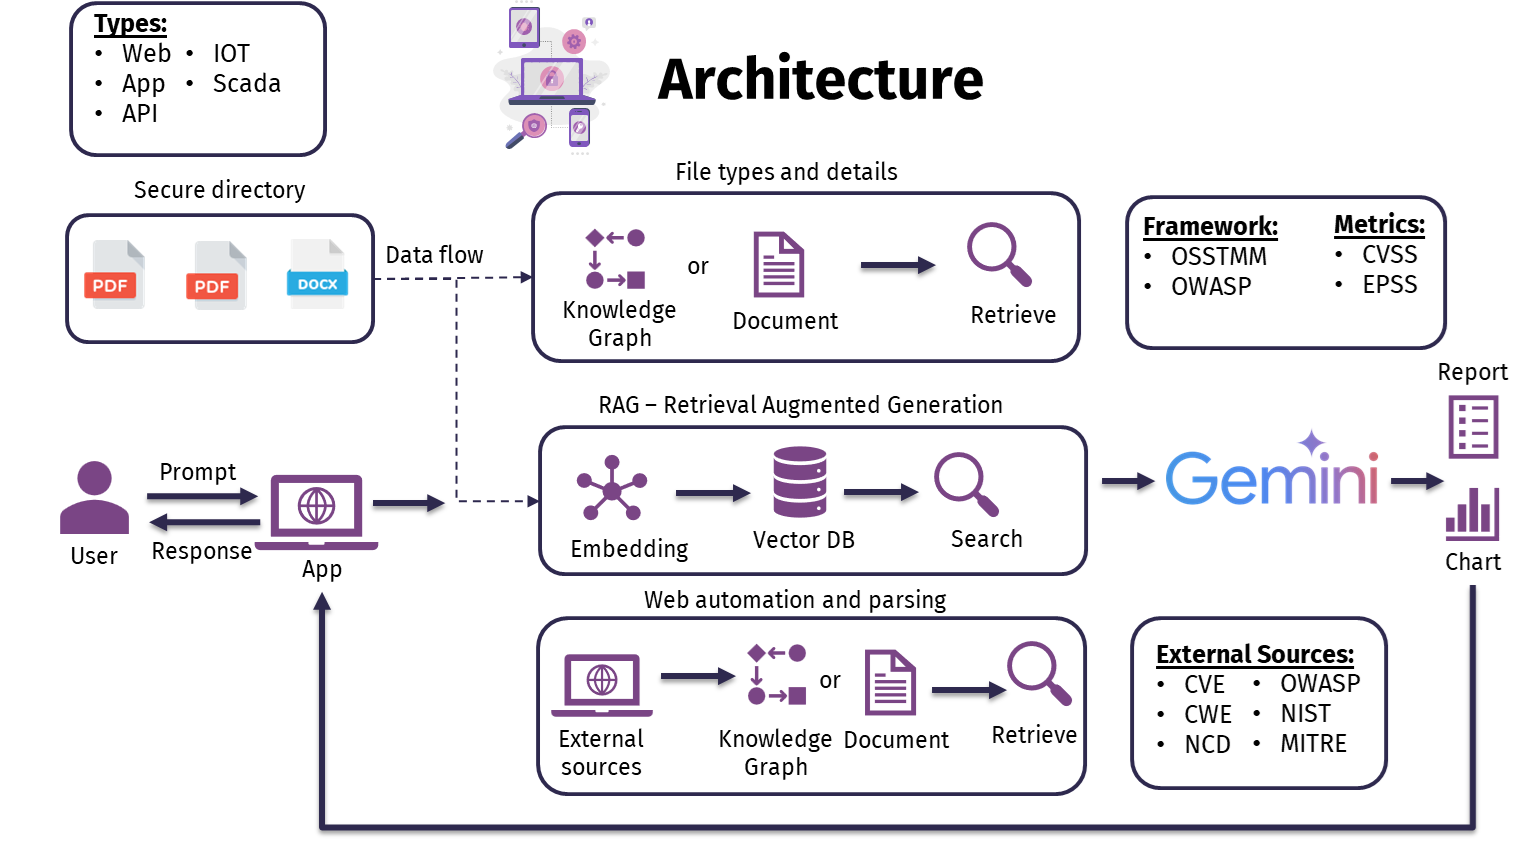 Types:
• Web • IOT
• App • Scada
• API
Architecture
Secure directory
PDF PDF DOCX
Data flow
File types and details
Knowledge
Graph
or
Document
Retrieve
Framework:
• OSSTMM
• OWASP
Metrics:
• CVSS
• EPSS
RAG – Retrieval Augmented Generation
Embedding
Vector DB
Search
Gemini
Report
Chart
Prompt
Response
User
App
Web automation and parsing
External
sources
Knowledge
Graph
or
Document
Retrieve
External Sources:
• CVE • OWASP
• CWE • NIST
• NCD • MITRE